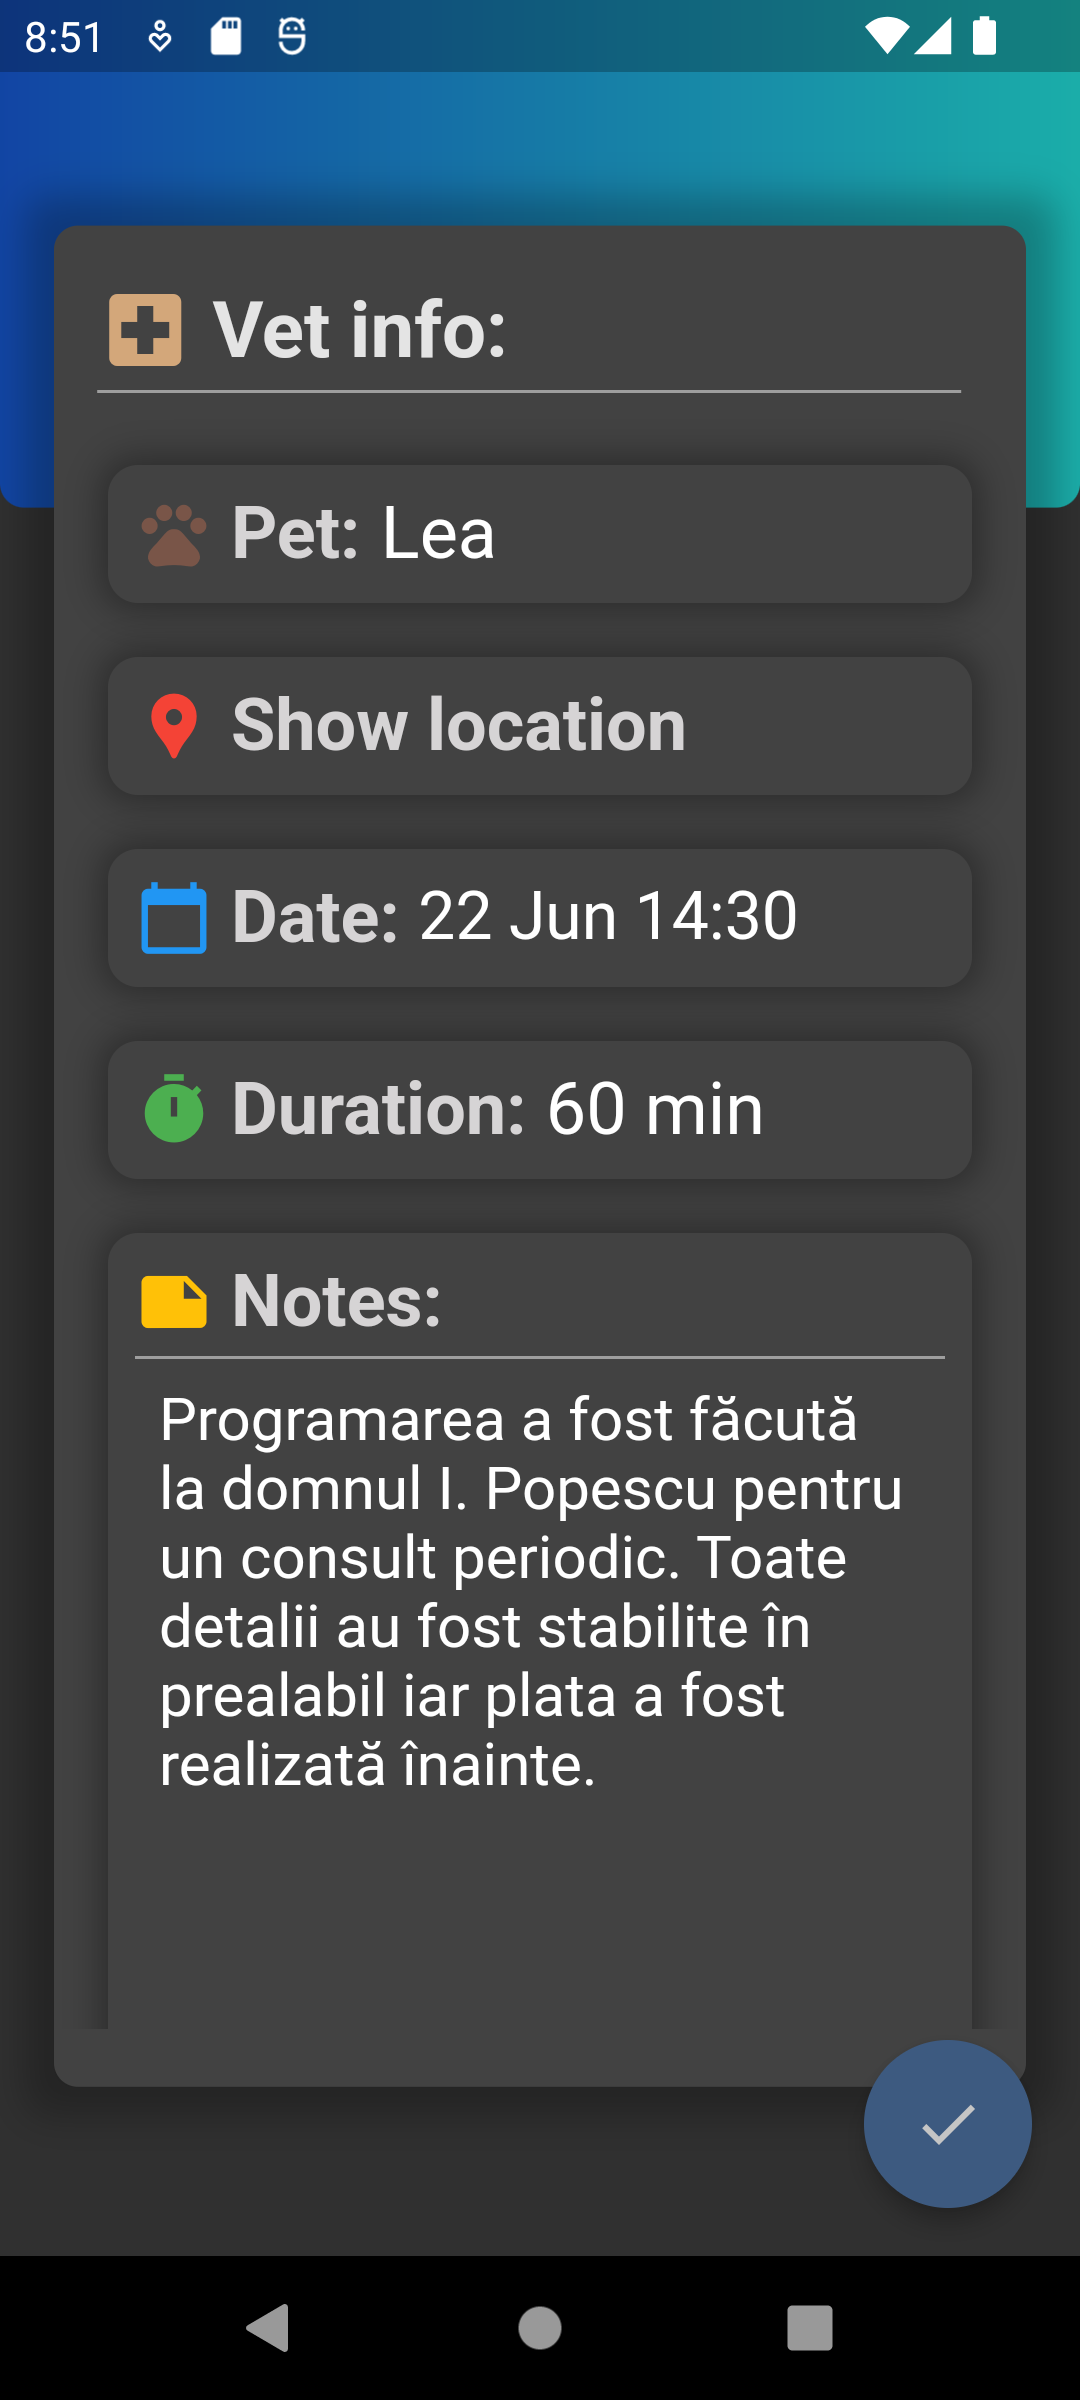 8:51
Vet info:
Pet: Lea
Show location
Date: 22 Jun 14:30
Duration: 60 min
Notes:
Programarea a fost făcută
la domnul I. Popescu pentru
un consult periodic. Toate
detalii au fost stabilite în
prealabil iar plata a fost
realizată înainte.